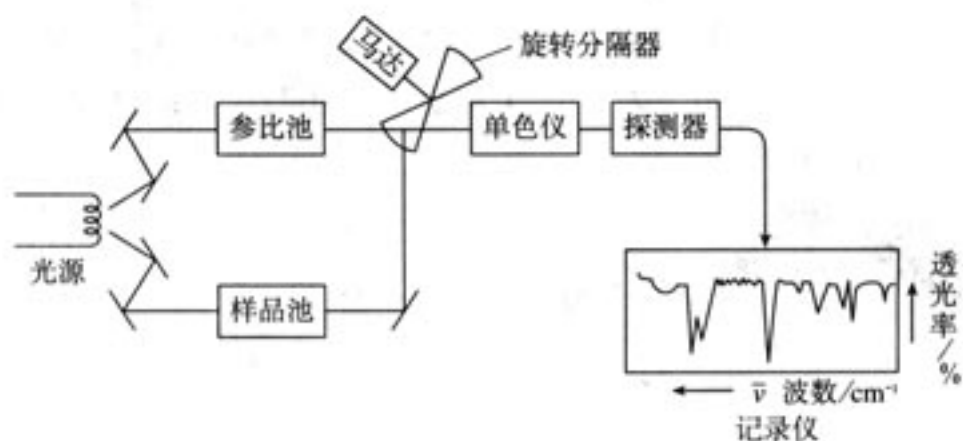 马达
旋转分隔器
参比池
单色仪
探测器
光源
样品池
透光率/%
ν̅ 波数/cm⁻¹
记录仪